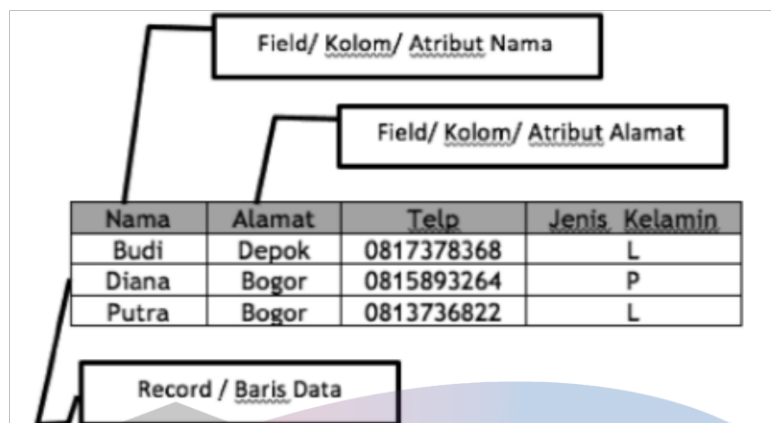 Field/ Kolom/ Atribut Nama
Field/ Kolom/ Atribut Alamat
Nama Alamat Telp Jenis Kelamin
Budi Depok 0817378368 L
Diana Bogor 0815893264 P
Putra Bogor 0813736822 L
Record / Baris Data